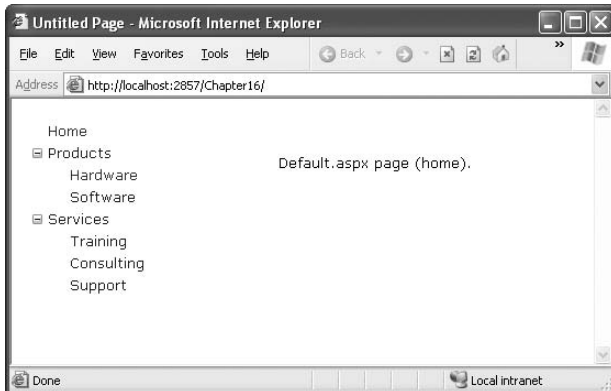 Untitled Page - Microsoft Internet Explorer
File Edit View Favorites Tools Help Back »
Address http://localhost:2857/Chapter16/
Home
Products
Default.aspx page (home).
Hardware
Software
Services
Training
Consulting
Support
Done Local intranet